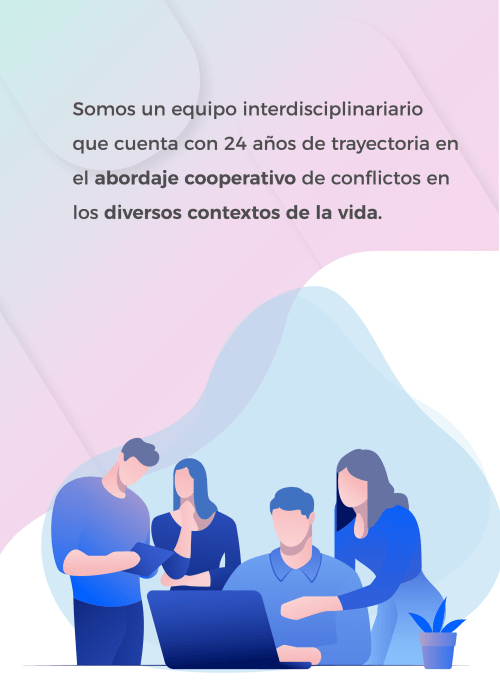 Somos un equipo interdisciplinariario
que cuenta con 24 años de trayectoria en
el abordaje cooperativo de conflictos en
los diversos contextos de la vida.